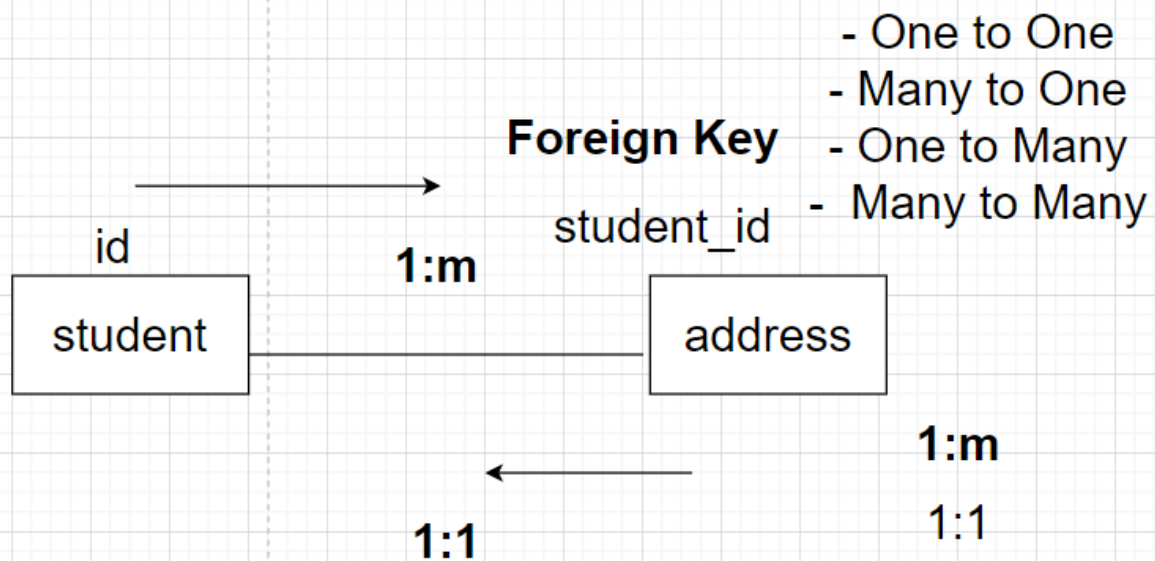 - One to One
- Many to One
Foreign Key
- One to Many
- Many to Many
id
student_id
1:m
student
address
1:m
1:1
1:1